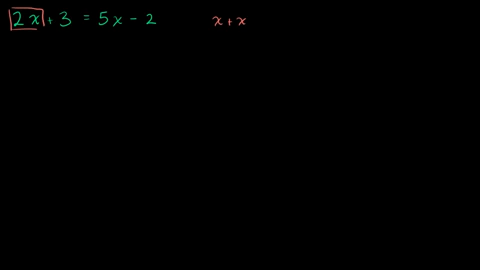 2x + 3 = 5x - 2 x + x